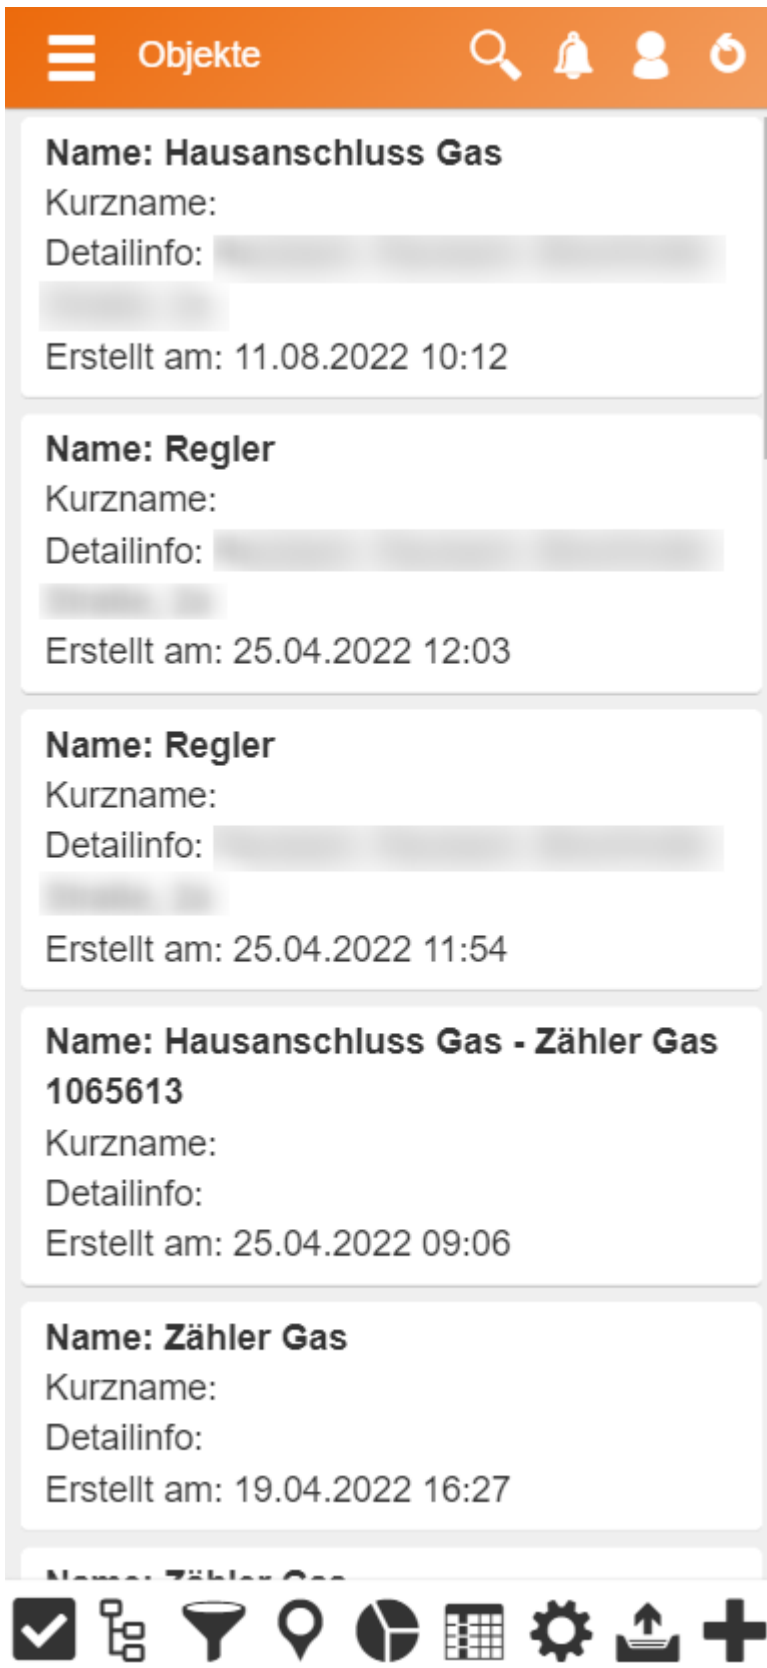 Objekte
Name: Hausanschluss Gas
Kurzname:
Detailinfo:
Erstellt am: 11.08.2022 10:12
Name: Regler
Kurzname:
Detailinfo:
Erstellt am: 25.04.2022 12:03
Name: Regler
Kurzname:
Detailinfo:
Erstellt am: 25.04.2022 11:54
Name: Hausanschluss Gas - Zähler Gas
1065613
Kurzname:
Detailinfo:
Erstellt am: 25.04.2022 09:06
Name: Zähler Gas
Kurzname:
Detailinfo:
Erstellt am: 19.04.2022 16:27
Name: Zähler Gas